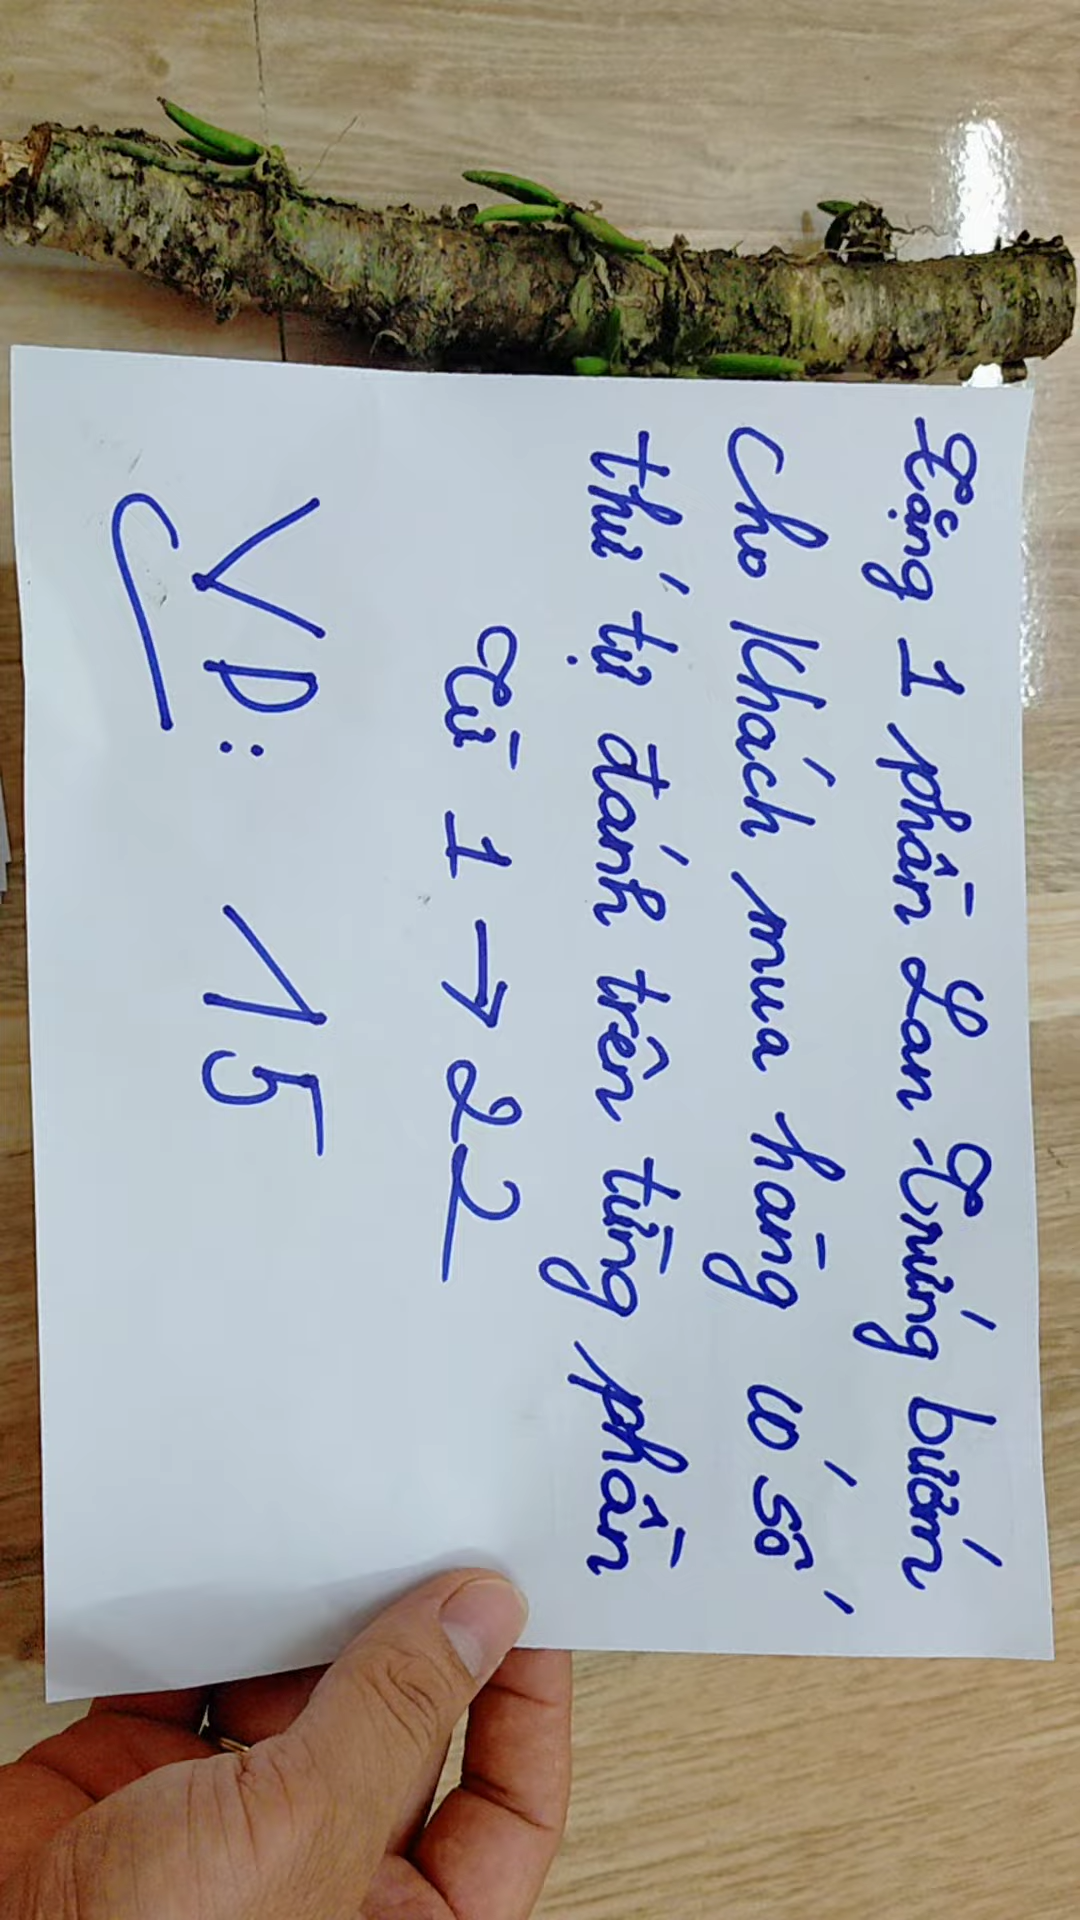 Tặng 1 phần Lan Trứng bướm
cho Khách mua hàng có số
thứ tự đánh trên từng phần
Từ 1 → 22
VD: 15